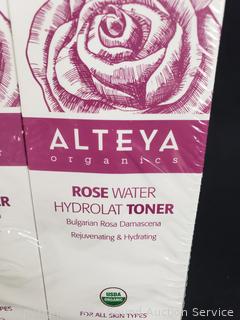 ALTEYA
organics
ROSE WATER
HYDROLAT TONER
Bulgarian Rosa Damascena
Rejuvenating & Hydrating
USDA
ORGANIC
FOR ALL SKIN TYPES
ER
PES
Auction Service